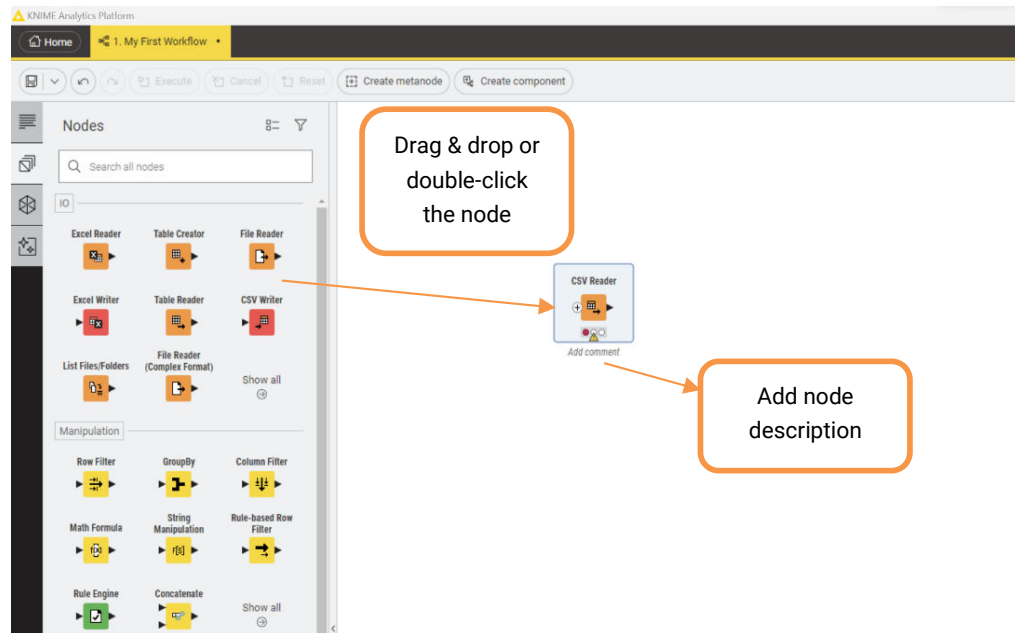 KNIME Analytics Platform
Home
1. My First Workflow
Execute
Cancel
Reset
Create metanode
Create component
Nodes
Search all nodes
IO
Excel Reader
Table Creator
File Reader
Excel Writer
Table Reader
CSV Writer
List Files/Folders
File Reader
(Complex Format)
Show all
Manipulation
Row Filter
GroupBy
Column Filter
Math Formula
String
Manipulation
Rule-based Row
Filter
f(x)
r[s]
Rule Engine
Concatenate
Show all
Drag & drop or
double-click
the node
CSV Reader
Add comment
Add node
description